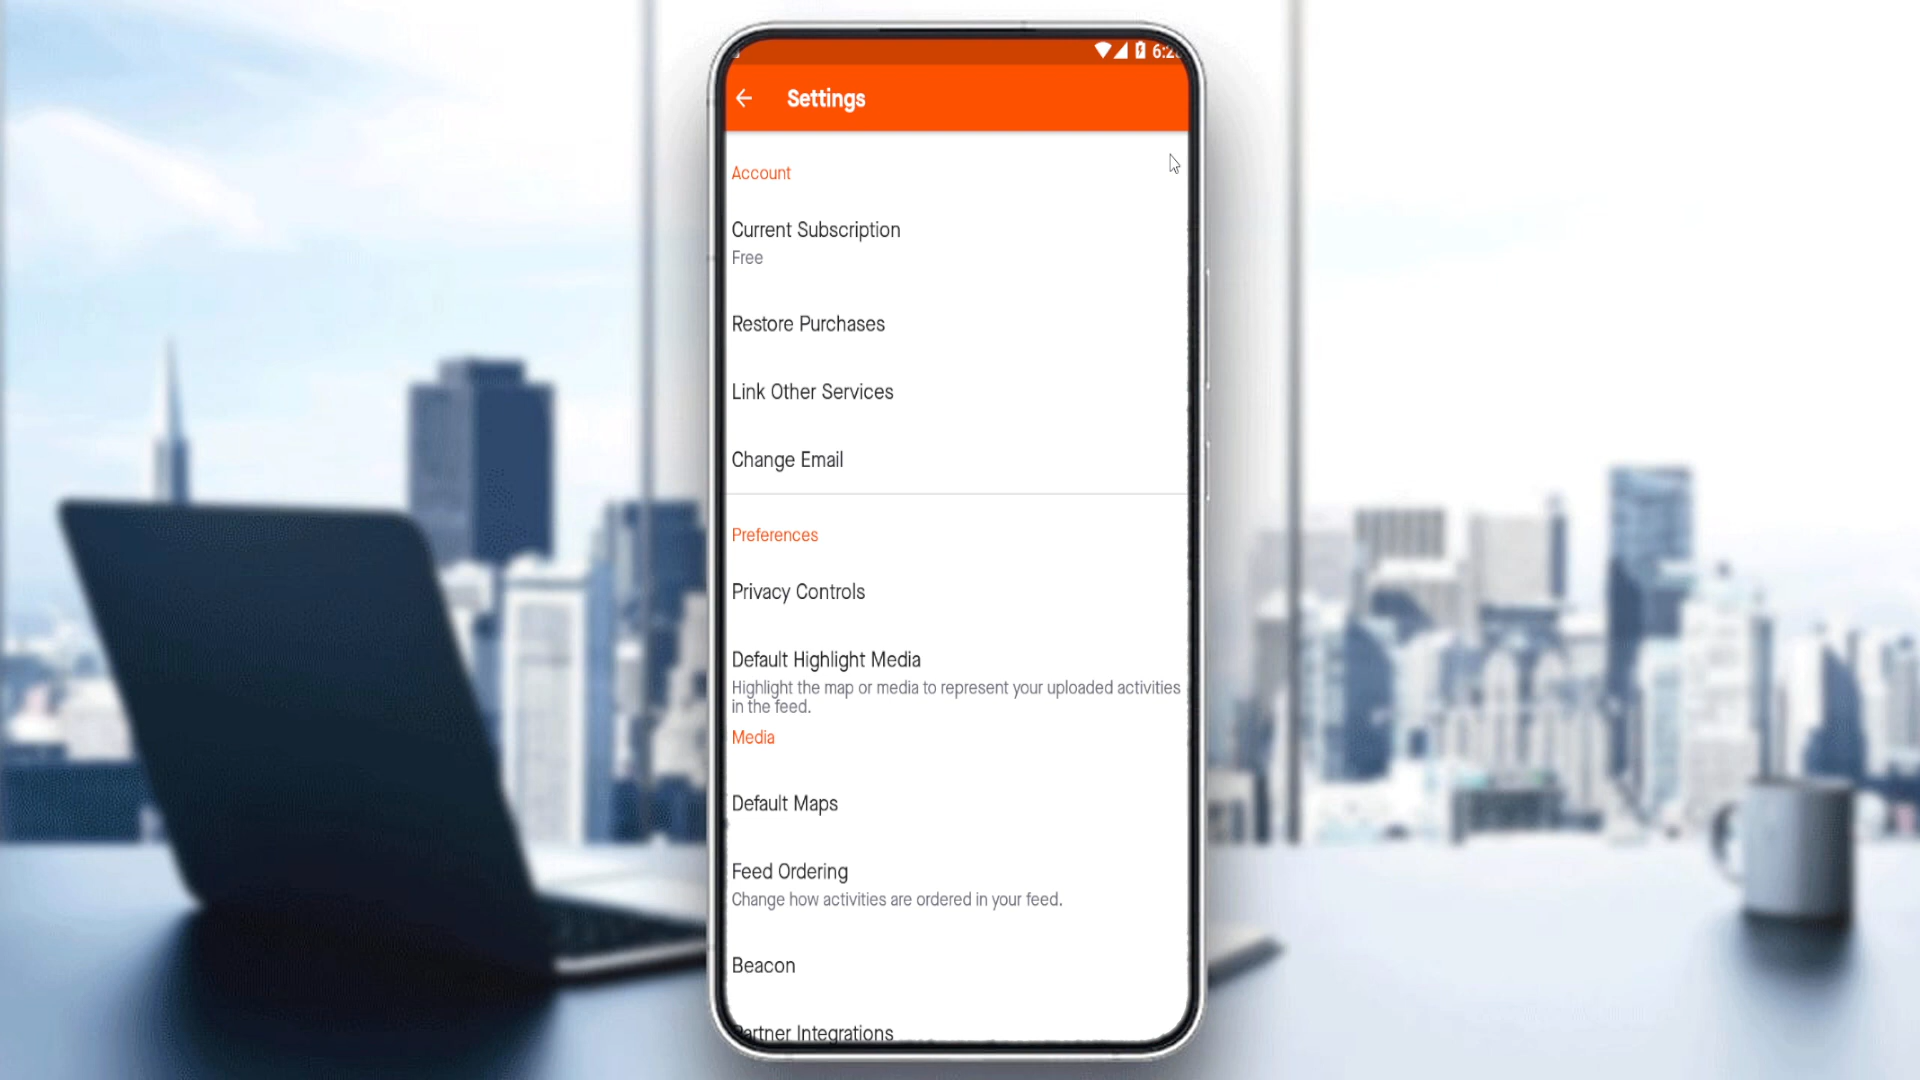 Settings
Account
Current Subscription
Free
Restore Purchases
Link Other Services
Change Email
Preferences
Privacy Controls
Default Highlight Media
Highlight the map or media to represent your uploaded activities
in the feed.
Media
Default Maps
Feed Ordering
Change how activities are ordered in your feed.
Beacon
Partner Integrations